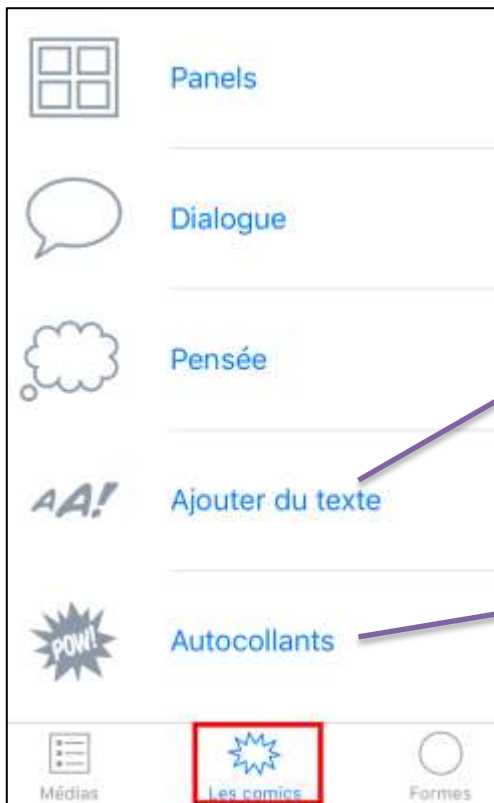 Panels
Dialogue
Pensée
AA!
Ajouter du texte
POW!
Autocollants
Médias
Les comics
Formes